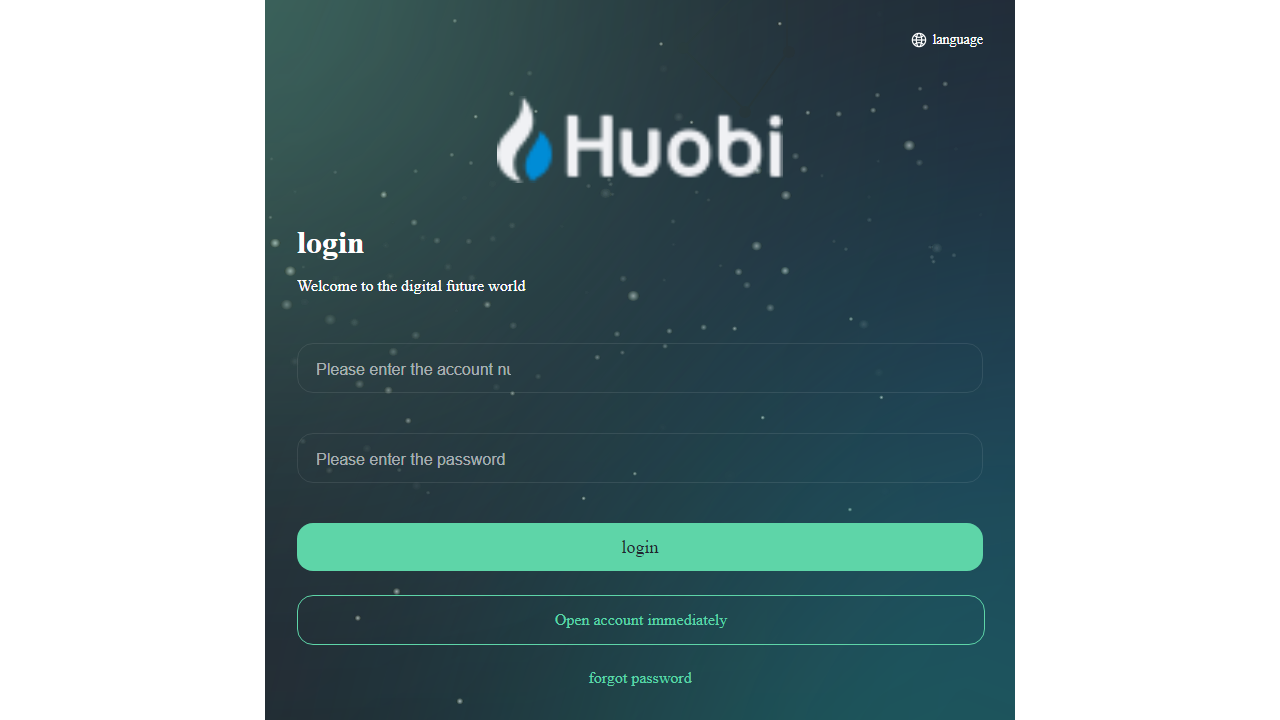 language
Huobi
login
Welcome to the digital future world
Please enter the account nu
Please enter the password
login
Open account immediately
forgot password